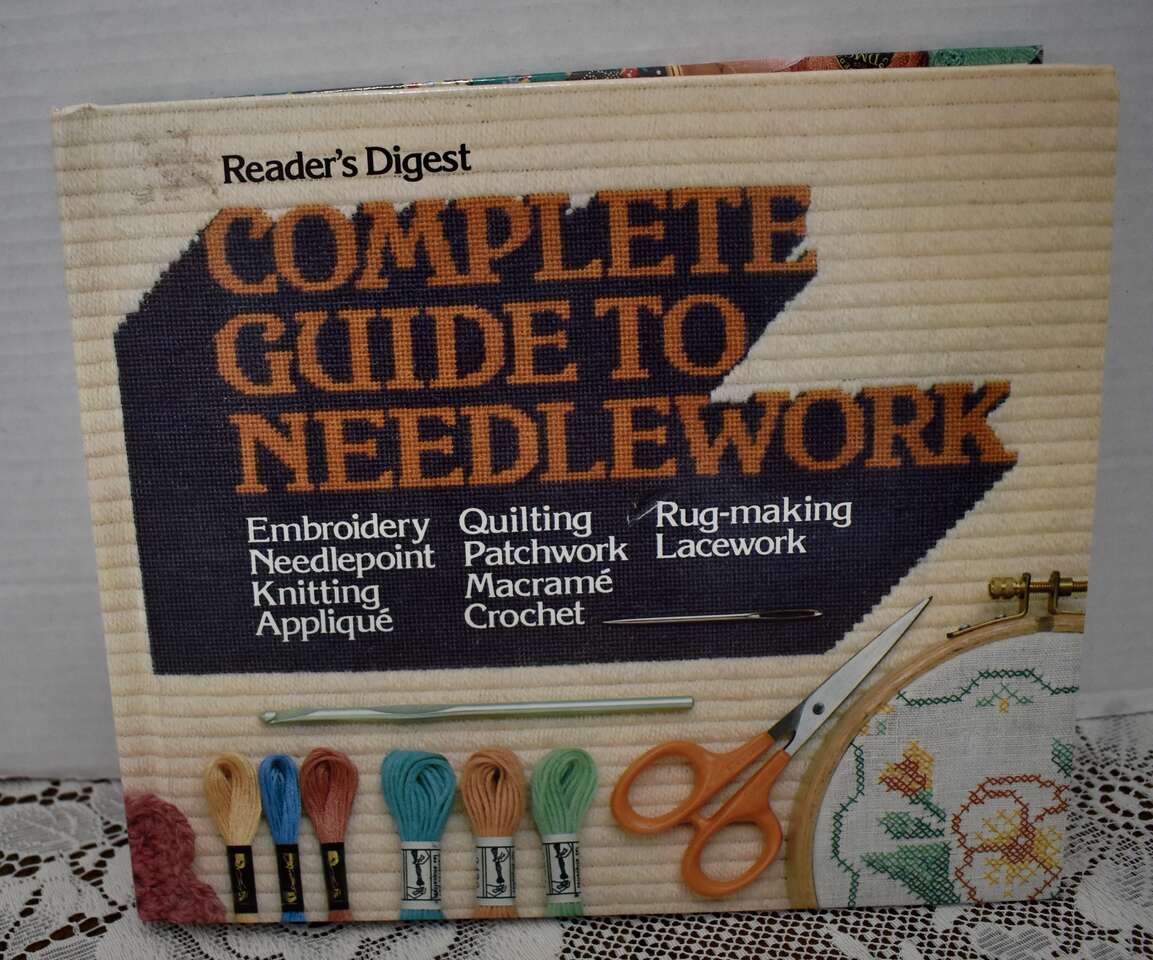 Reader's Digest
COMPLETE
GUIDE TO
NEEDLEWORK
Embroidery
Needlepoint
Knitting
Appliqué
Quilting
Patchwork
Macramé
Crochet
Rug-making
Lacework